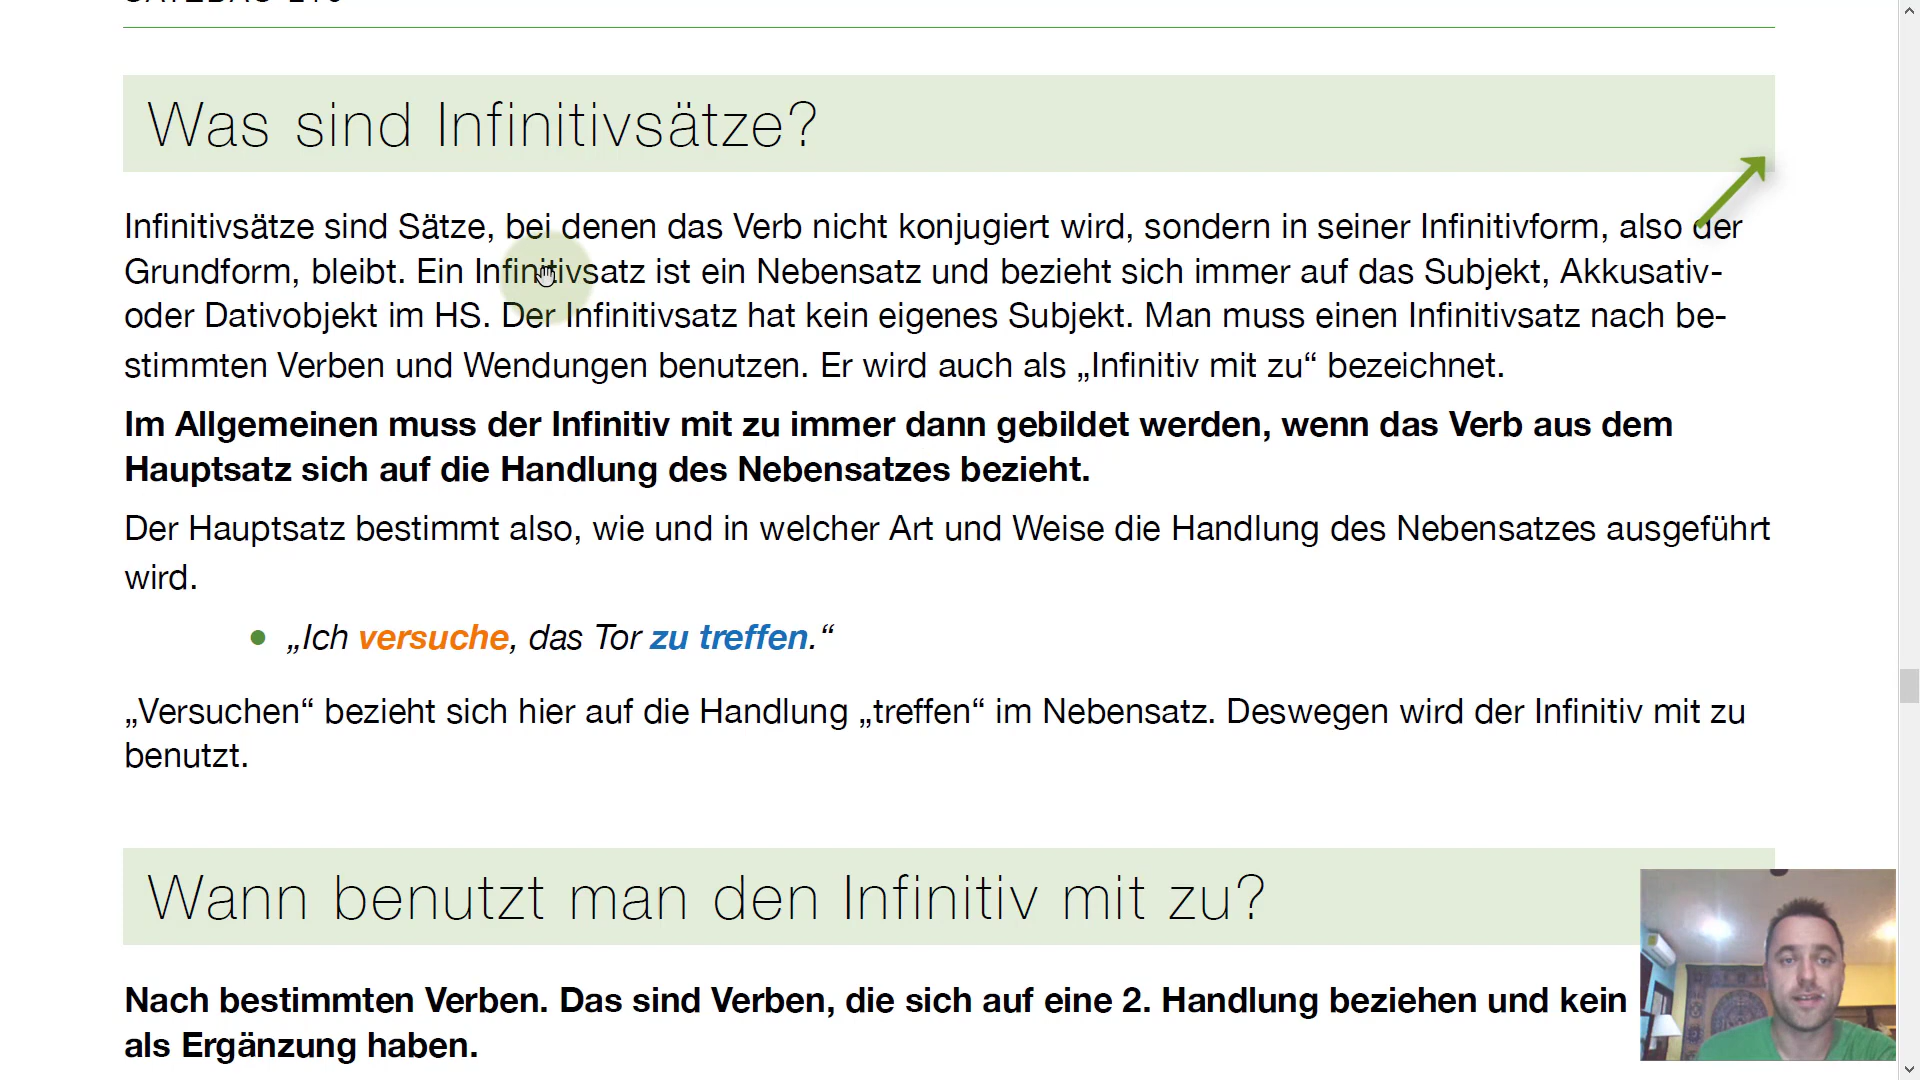 Was sind Infinitivsätze?
Infinitivsätze sind Sätze, bei denen das Verb nicht konjugiert wird, sondern in seiner Infinitivform, also der
Grundform, bleibt. Ein Infinitivsatz ist ein Nebensatz und bezieht sich immer auf das Subjekt, Akkusativ-
oder Dativobjekt im HS. Der Infinitivsatz hat kein eigenes Subjekt. Man muss einen Infinitivsatz nach be-
stimmten Verben und Wendungen benutzen. Er wird auch als „Infinitiv mit zu“ bezeichnet.
Im Allgemeinen muss der Infinitiv mit zu immer dann gebildet werden, wenn das Verb aus dem
Hauptsatz sich auf die Handlung des Nebensatzes bezieht.
Der Hauptsatz bestimmt also, wie und in welcher Art und Weise die Handlung des Nebensatzes ausgeführt
wird.
• „Ich versuche, das Tor zu treffen.“
„Versuchen“ bezieht sich hier auf die Handlung „treffen“ im Nebensatz. Deswegen wird der Infinitiv mit zu
benutzt.
Wann benutzt man den Infinitiv mit zu?
Nach bestimmten Verben. Das sind Verben, die sich auf eine 2. Handlung beziehen und kein
als Ergänzung haben.